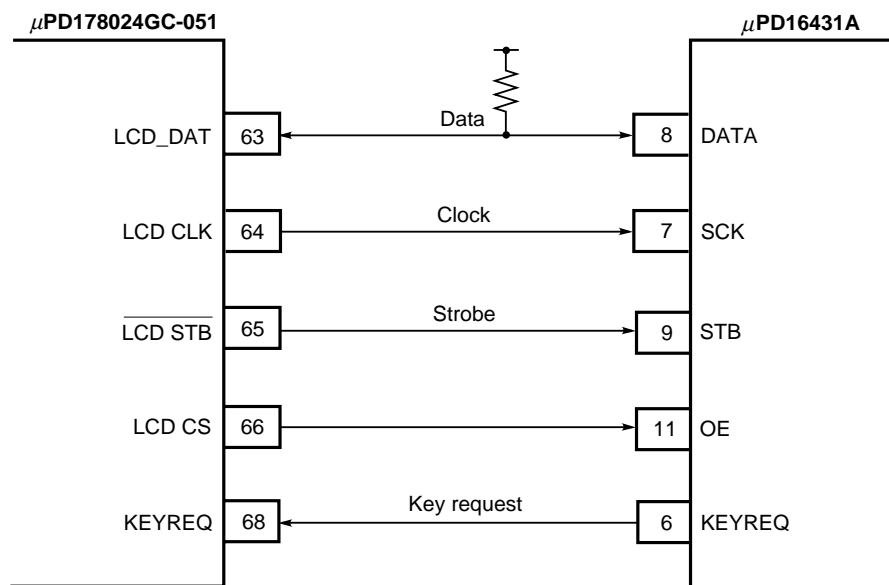 μPD178024GC-051
μPD16431A
LCD_DAT 63 Data 8 DATA
LCD CLK 64 Clock 7 SCK
LCD STB 65 Strobe 9 STB
LCD CS 66 11 OE
KEYREQ 68 Key request 6 KEYREQ